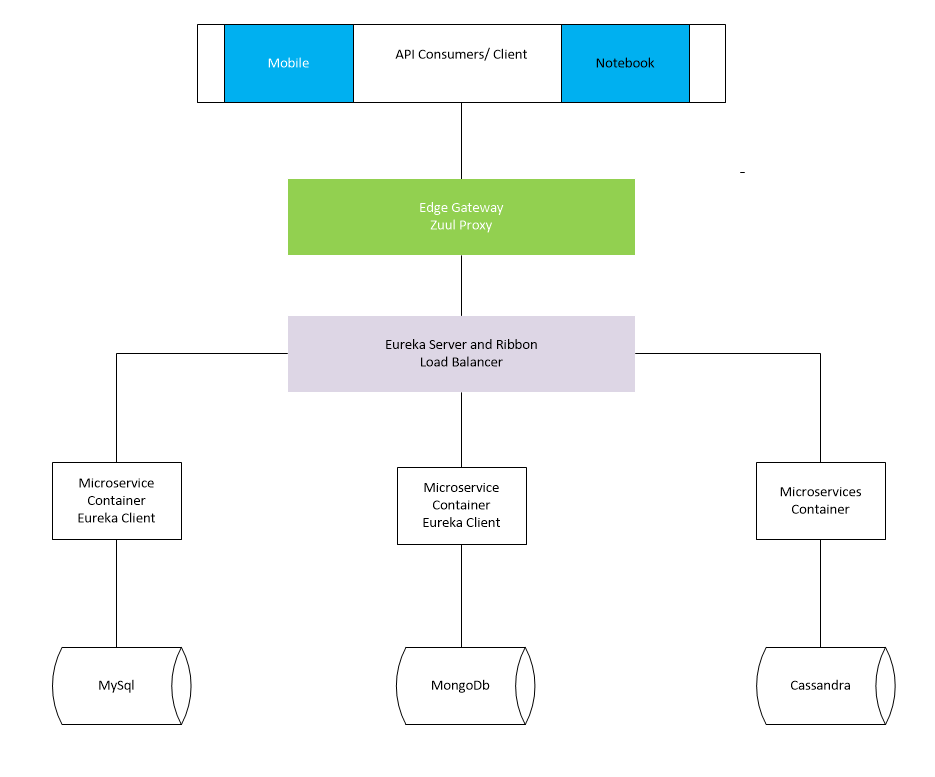 Mobile
API Consumers/ Client
Notebook
-
Edge Gateway
Zuul Proxy
Eureka Server and Ribbon
Load Balancer
Microservice
Container
Eureka Client
Microservice
Container
Eureka Client
Microservices
Container
MySql
MongoDb
Cassandra